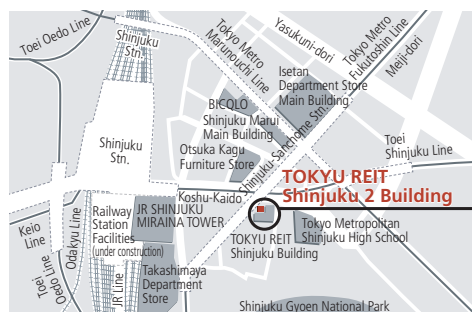 Toei Oedo Line
Shinjuku
Stn.
Tokyo Metro
Marunouchi Line
Yasukuni-dori
Tokyo Metro
Fukutoshin Line
Meiji-dori
Isetan
Department Store
Main Building
BICQLO
Shinjuku Marui
Main Building
Otsuka Kagu
Furniture Store
Shinjuku-Sanchome Stn.
Toei
Shinjuku Line
Shinjuku
Stn.
TOKYU REIT
Shinjuku 2 Building
Koshu-Kaido
Keio
Line
Toei
Oedo Line
Odakyu Line
Railway
Station
Facilities
(under construction)
JR SHINJUKU
MIRAINA TOWER
JR Line
Takashimaya
Department
Store
TOKYU REIT
Shinjuku Building
Tokyo Metropolitan
Shinjuku High School
Shinjuku Gyoen National Park